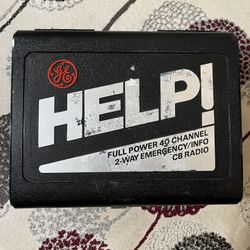 GE
HELP!
FULL POWER 40 CHANNEL
2-WAY EMERGENCY/INFO
CB RADIO